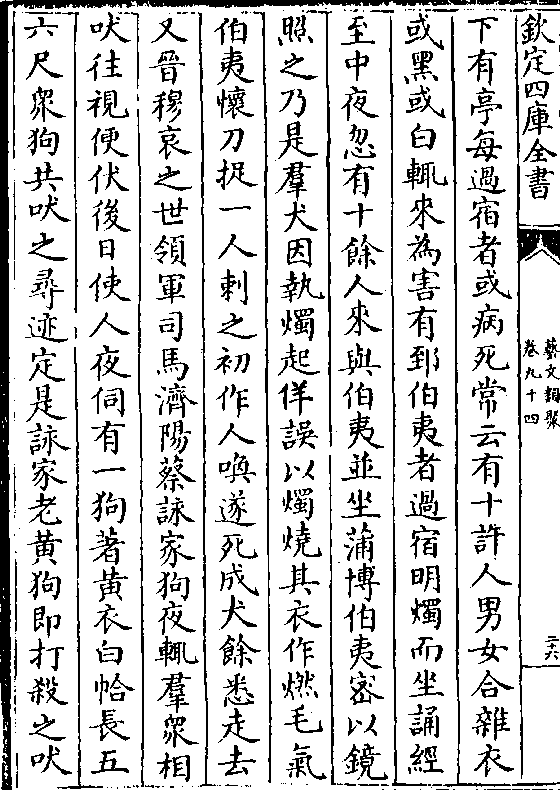 欽定四庫全書
藝文類聚
卷九十四
二十六
下有亭每過宿者或病死常云有十許人男女合雜衣
或黑或白輒來為害有郅伯夷者過宿明燭而坐誦經
至中夜忽有十餘人來與伯夷並坐蒲博伯夷密以鏡
照之乃是羣犬因執燭起佯誤以燭燒其衣作燃毛氣
伯夷懷刀捉一人刺之初作人喚遂死成犬餘悉走去
又晉穆哀之世領軍司馬濟陽蔡詠家狗夜輒羣衆相
吠往視便伏後日使人夜伺有一狗著黃衣白帢長五
六尺衆狗共吠之尋迹定是詠家老黃狗即打殺之吠